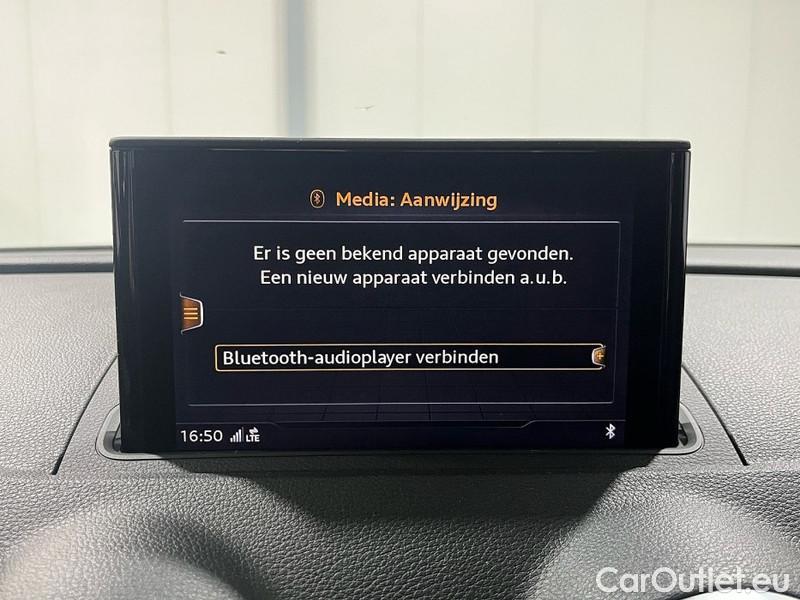 Media: Aanwijzing
Er is geen bekend apparaat gevonden.
Een nieuw apparaat verbinden a.u.b.
Bluetooth-audioplayer verbinden
16:50 LTE
CarOutlet.eu